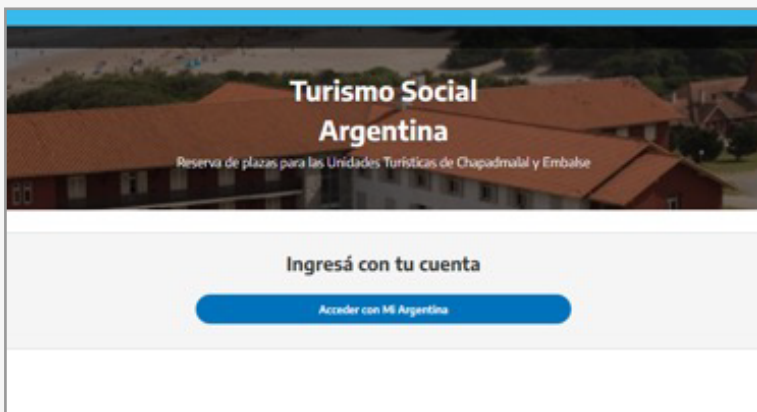 Turismo Social
Argentina
Reserva de plazas para las Unidades Turísticas de Chapadmalal y Embalse
Ingresá con tu cuenta
Acceder con Mi Argentina